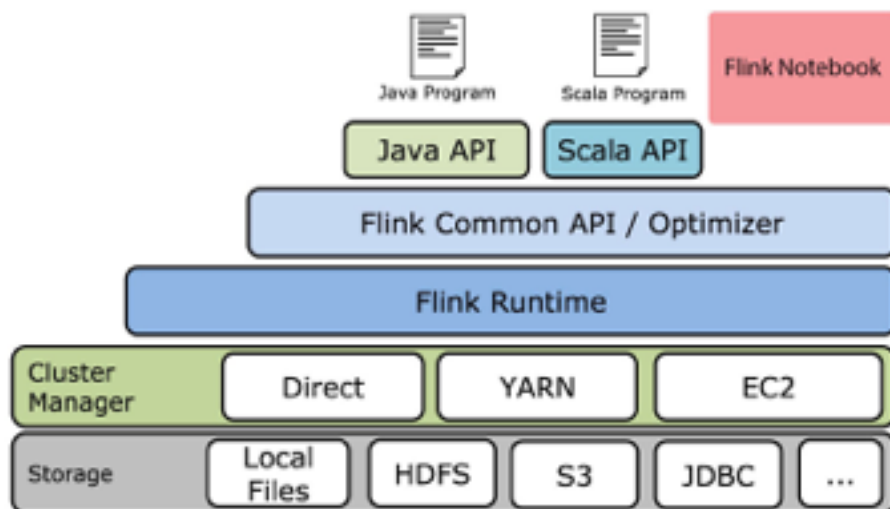 Java Program
Scala Program
Flink Notebook
Java API
Scala API
Flink Common API / Optimizer
Flink Runtime
Cluster
Manager
Direct
YARN
EC2
Storage
Local
Files
HDFS
S3
JDBC
...